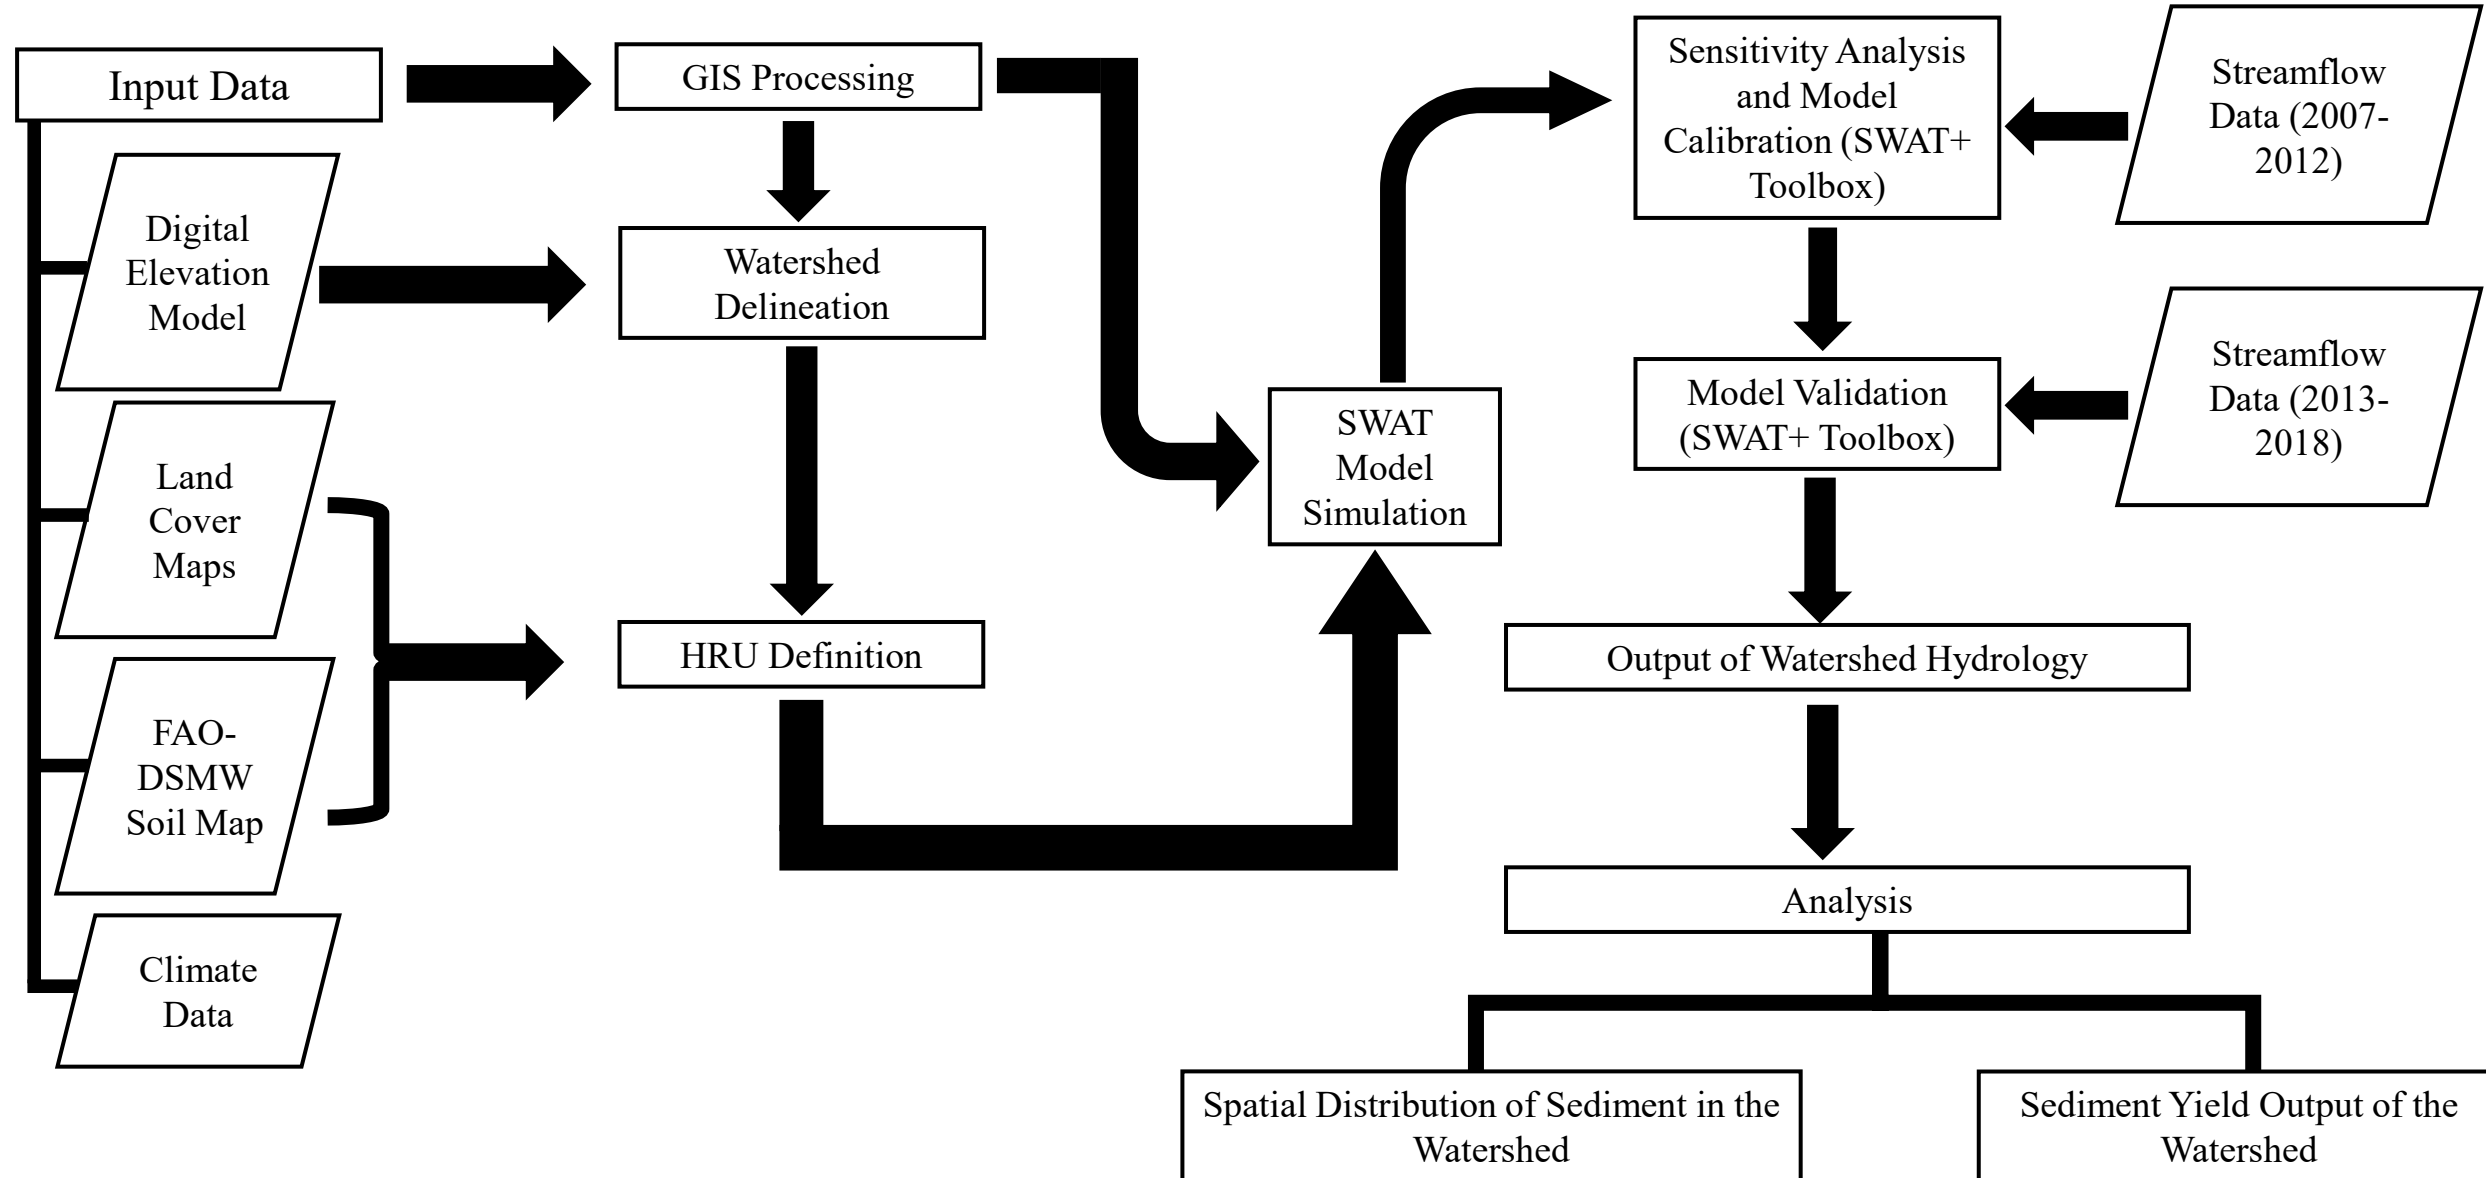 Input Data
Digital
Elevation
Model
Land
Cover
Maps
FAO-
DSMW
Soil Map
Climate
Data
GIS Processing
Watershed
Delineation
HRU Definition
SWAT
Model
Simulation
Sensitivity Analysis
and Model
Calibration (SWAT+
Toolbox)
Streamflow
Data (2007-
2012)
Model Validation
(SWAT+ Toolbox)
Streamflow
Data (2013-
2018)
Output of Watershed Hydrology
Analysis
Spatial Distribution of Sediment in the
Watershed
Sediment Yield Output of the
Watershed